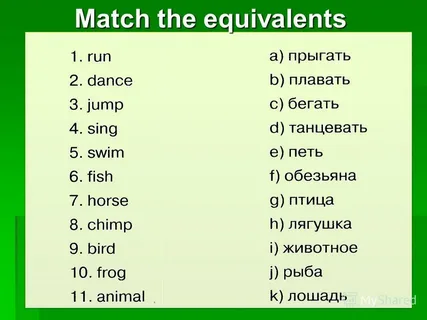 Match the equivalents
1. run a) прыгать
2. dance b) плавать
3. jump c) бегать
4. sing d) танцевать
5. swim e) петь
6. fish f) обезьяна
7. horse g) птица
8. chimp h) лягушка
9. bird i) животное
10. frog j) рыба
11. animal k) лошадь
MyShared